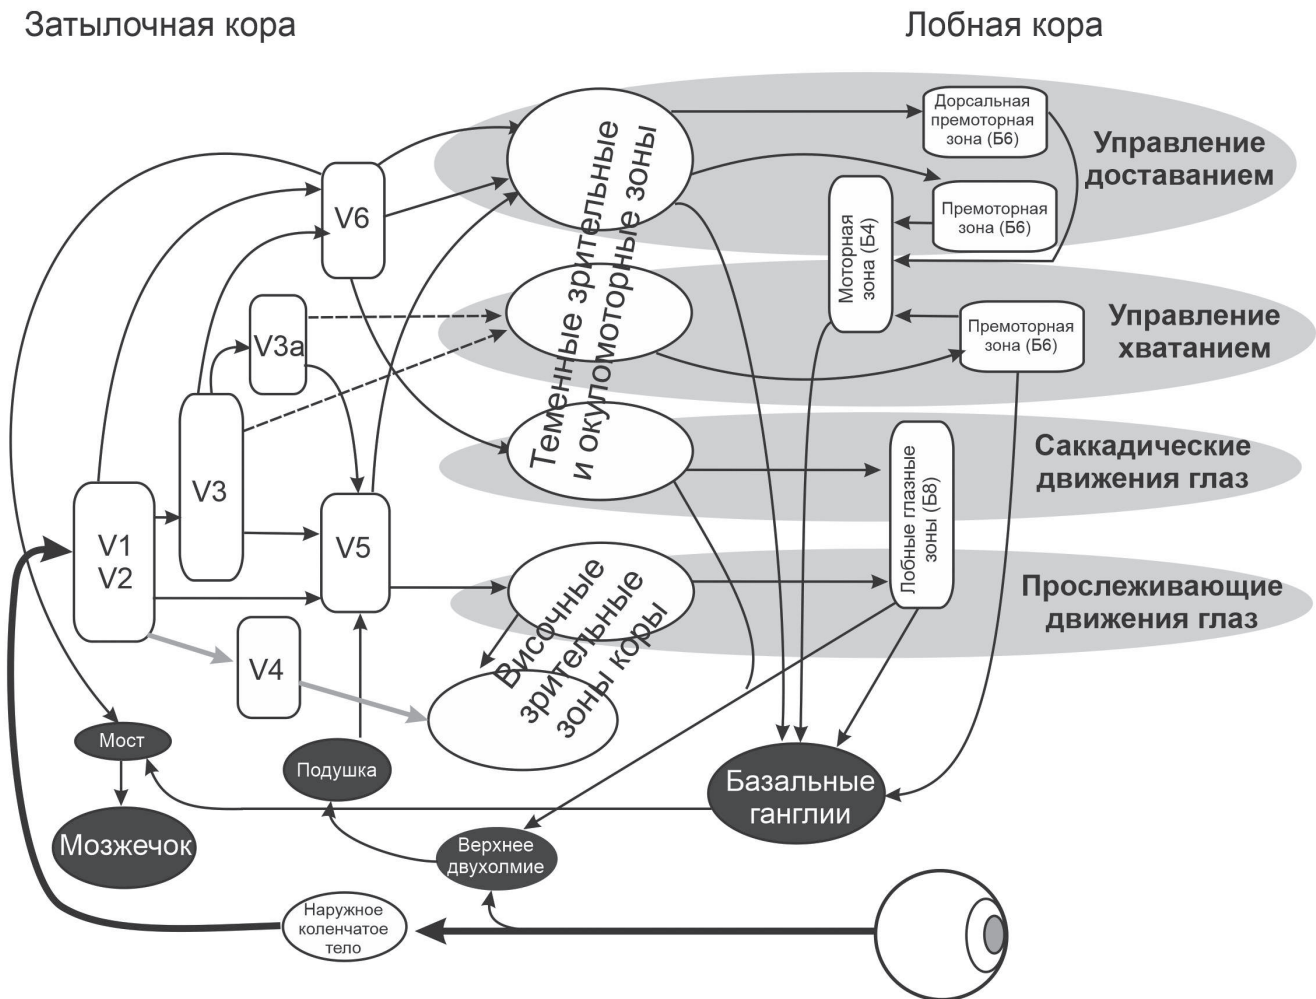 Затылочная кора
Лобная кора
Дорсальная
премоторная
зона (Б6)
Управление
доставанием
V6
Теменные зрительные
и окуломоторные зоны
Моторная
зона (Б4)
Премоторная
зона (Б6)
V3a
Премоторная
зона (Б6)
Управление
хватанием
V3
Саккадические
движения глаз
Лобные глазные
зоны (Б8)
V1
V2
V5
Височные
зрительные
зоны коры
Прослеживающие
движения глаз
V4
Мост
Подушка
Базальные
ганглии
Мозжечок
Верхнее
двухолмие
Наружное
коленчатое
тело